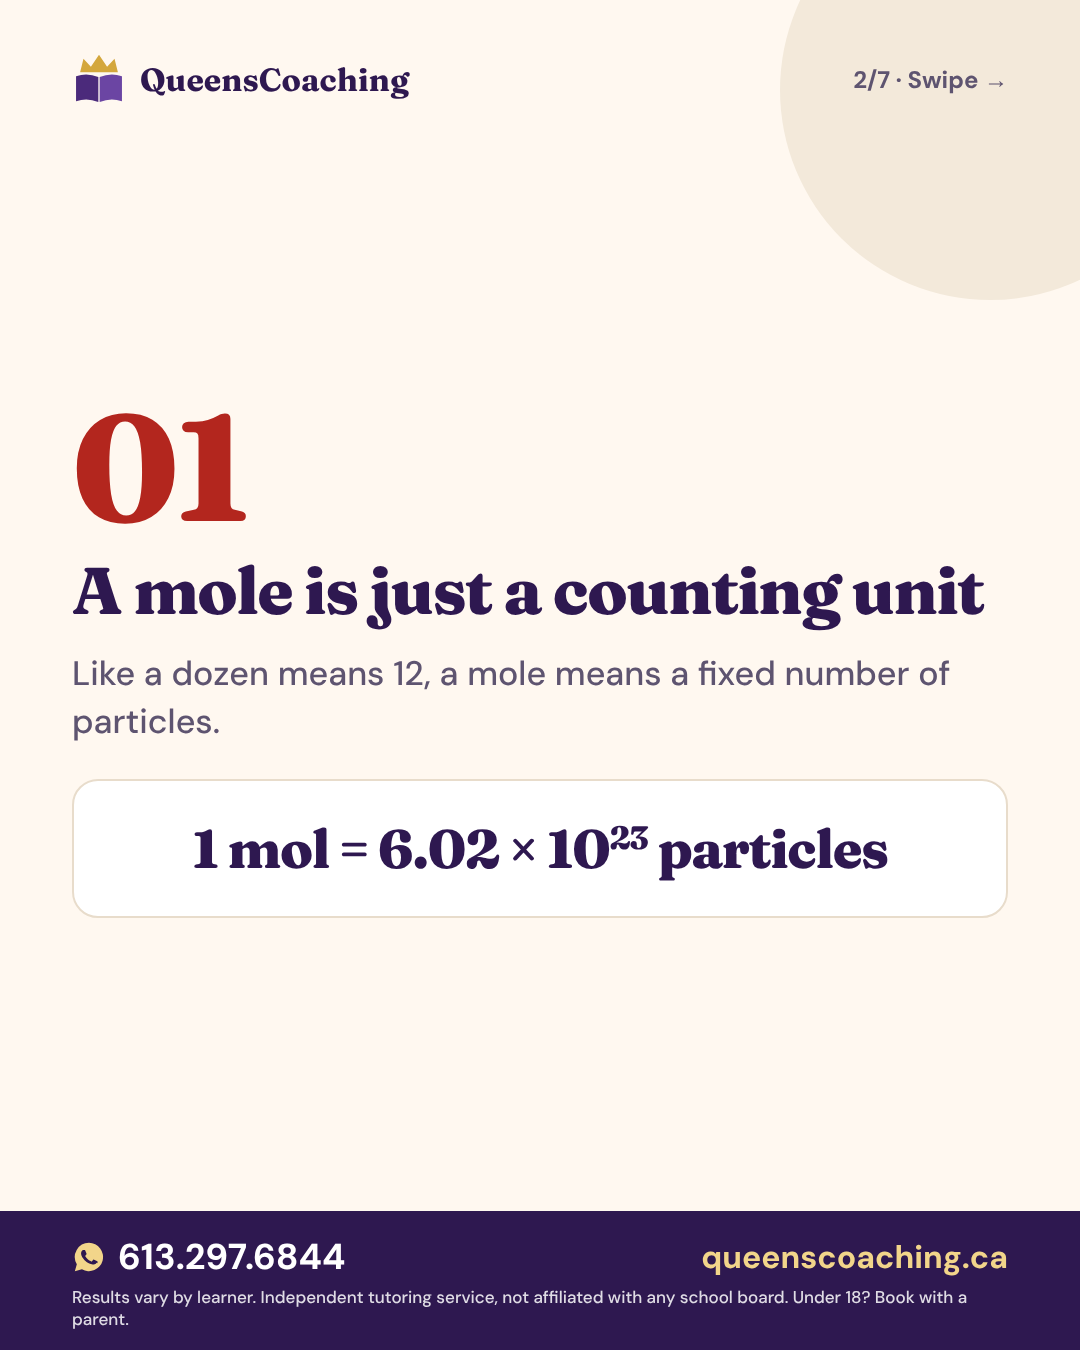 QueensCoaching
2/7 · Swipe →
01
A mole is just a counting unit
Like a dozen means 12, a mole means a fixed number of
particles.
1 mol = 6.02 × 10²³ particles
613.297.6844
queenscoaching.ca
Results vary by learner. Independent tutoring service, not affiliated with any school board. Under 18? Book with a
parent.